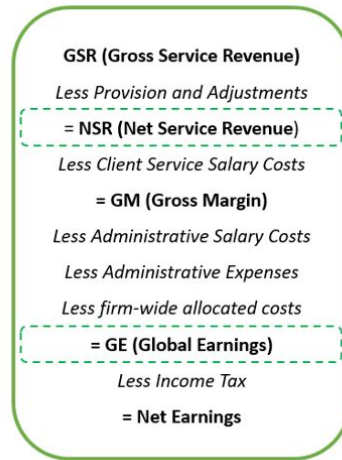 GSR (Gross Service Revenue)
Less Provision and Adjustments
= NSR (Net Service Revenue)
Less Client Service Salary Costs
= GM (Gross Margin)
Less Administrative Salary Costs
Less Administrative Expenses
Less firm-wide allocated costs
= GE (Global Earnings)
Less Income Tax
= Net Earnings